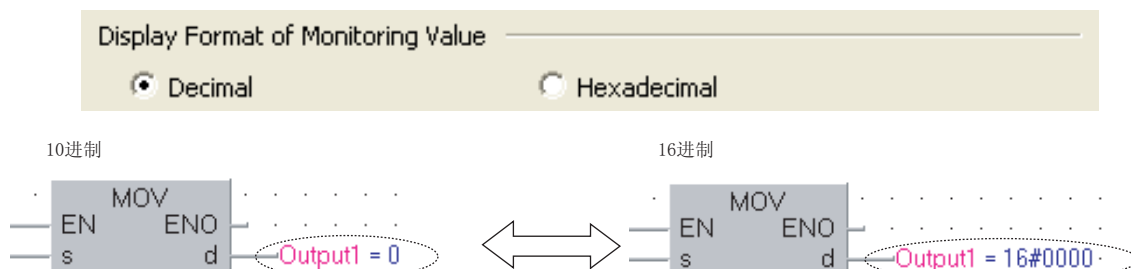 Display Format of Monitoring Value
Decimal Hexadecimal
10进制 16进制
MOV MOV
EN ENO EN ENO
s d Output1 = 0 s d Output1 = 16#0000